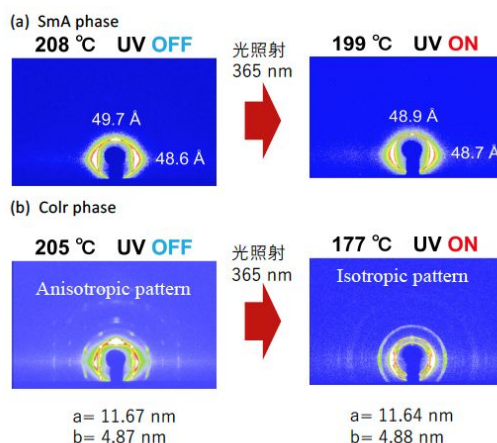 (a) SmA phase
208 ℃ UV OFF
光照射
365 nm
199 ℃ UV ON
49.7 Å
48.6 Å
48.9 Å
48.7 Å
(b) Colr phase
205 ℃ UV OFF
光照射
365 nm
177 ℃ UV ON
Anisotropic pattern
Isotropic pattern
a= 11.67 nm
b= 4.87 nm
a= 11.64 nm
b= 4.88 nm